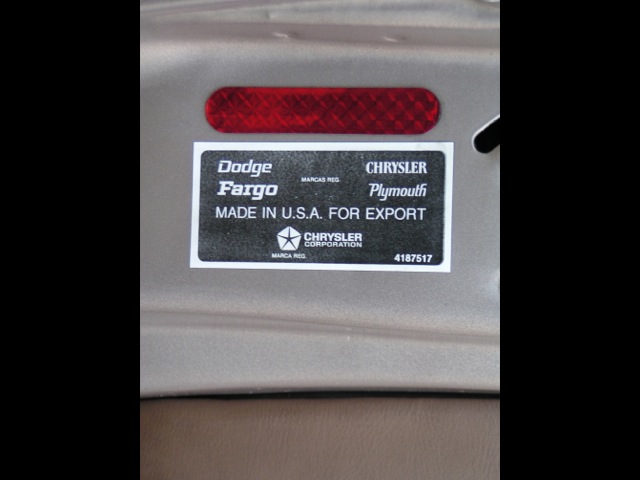 Dodge MARCAS REG. CHRYSLER
Fargo Plymouth
MADE IN U.S.A. FOR EXPORT
CHRYSLER
CORPORATION
MARCA REG. 4187517